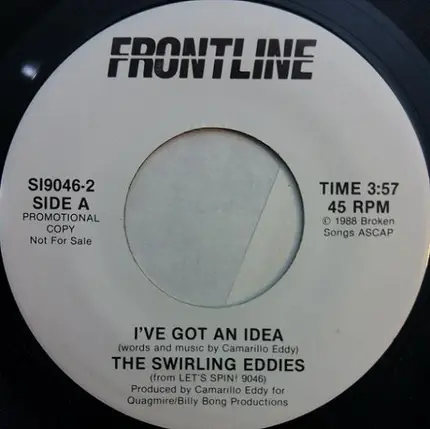 FRONTLINE
SI9046-2
SIDE A
PROMOTIONAL
COPY
Not For Sale
TIME 3:57
45 RPM
© 1988 Broken
Songs ASCAP
I'VE GOT AN IDEA
(words and music by Camarillo Eddy)
THE SWIRLING EDDIES
(from LET'S SPIN! 9046)
Produced by Camarillo Eddy for
Quagmire/Billy Bong Productions